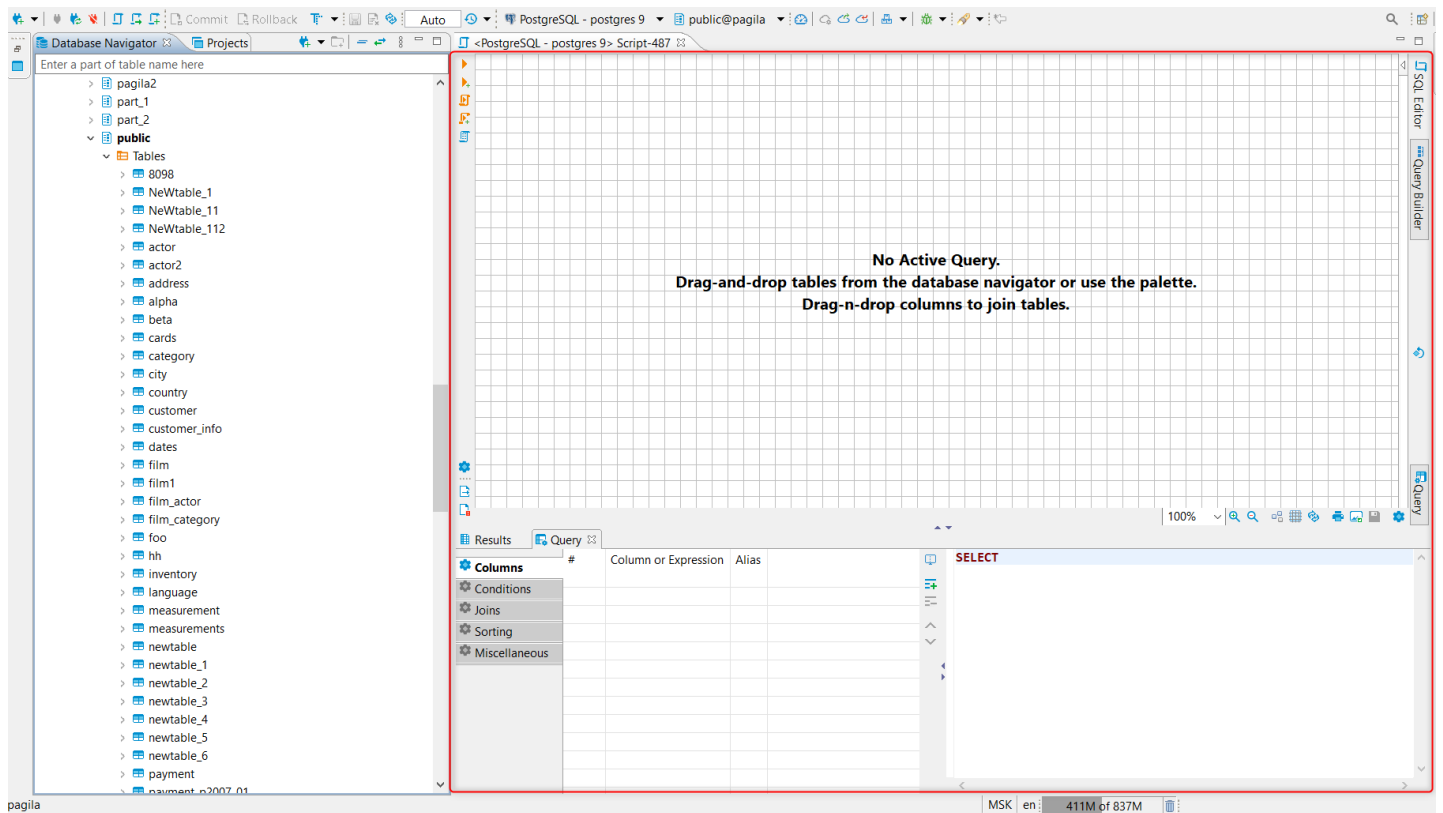 Commit Rollback Auto PostgreSQL - postgres 9 public@pagila
Database Navigator Projects
Enter a part of table name here
pagila2
part_1
part_2
public
Tables
8098
NeWtable_1
NeWtable_11
NeWtable_112
actor
actor2
address
alpha
beta
cards
category
city
country
customer
customer_info
dates
film
film1
film_actor
film_category
foo
hh
inventory
language
measurement
measurements
newtable
newtable_1
newtable_2
newtable_3
newtable_4
newtable_5
newtable_6
payment
payment_p2007_01
pagila
<PostgreSQL - postgres 9> Script-487
No Active Query.
Drag-and-drop tables from the database navigator or use the palette.
Drag-n-drop columns to join tables.
SQL Editor
Query Builder
Query
100%
Results Query
Columns
Conditions
Joins
Sorting
Miscellaneous
# Column or Expression Alias
SELECT
MSK en 411M of 837M